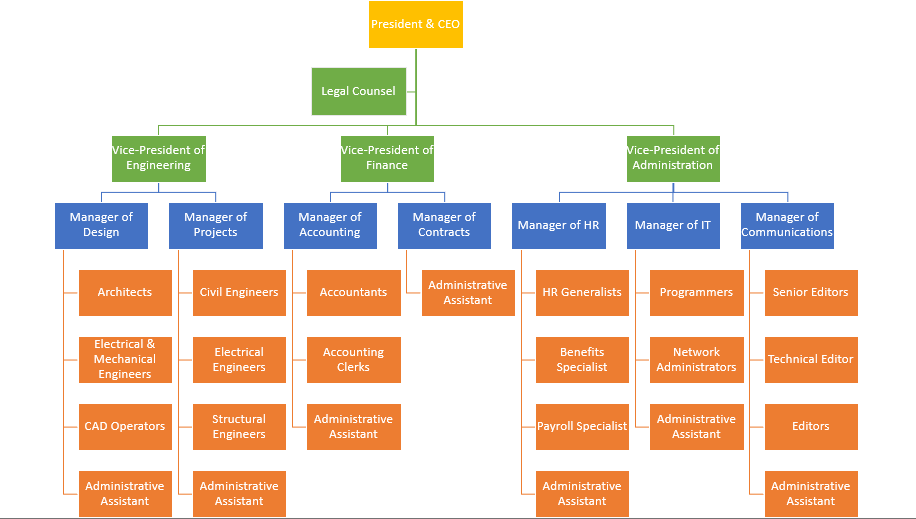 President & CEO
Legal Counsel
Vice-President of
Engineering
Vice-President of
Finance
Vice-President of
Administration
Manager of
Design
Manager of
Projects
Manager of
Accounting
Manager of
Contracts
Manager of HR
Manager of IT
Manager of
Communications
Architects
Civil Engineers
Accountants
Administrative
Assistant
HR Generalists
Programmers
Senior Editors
Electrical &
Mechanical
Engineers
Electrical
Engineers
Accounting
Clerks
Benefits
Specialist
Network
Administrators
Technical Editor
CAD Operators
Structural
Engineers
Administrative
Assistant
Payroll Specialist
Administrative
Assistant
Editors
Administrative
Assistant
Administrative
Assistant
Administrative
Assistant
Administrative
Assistant